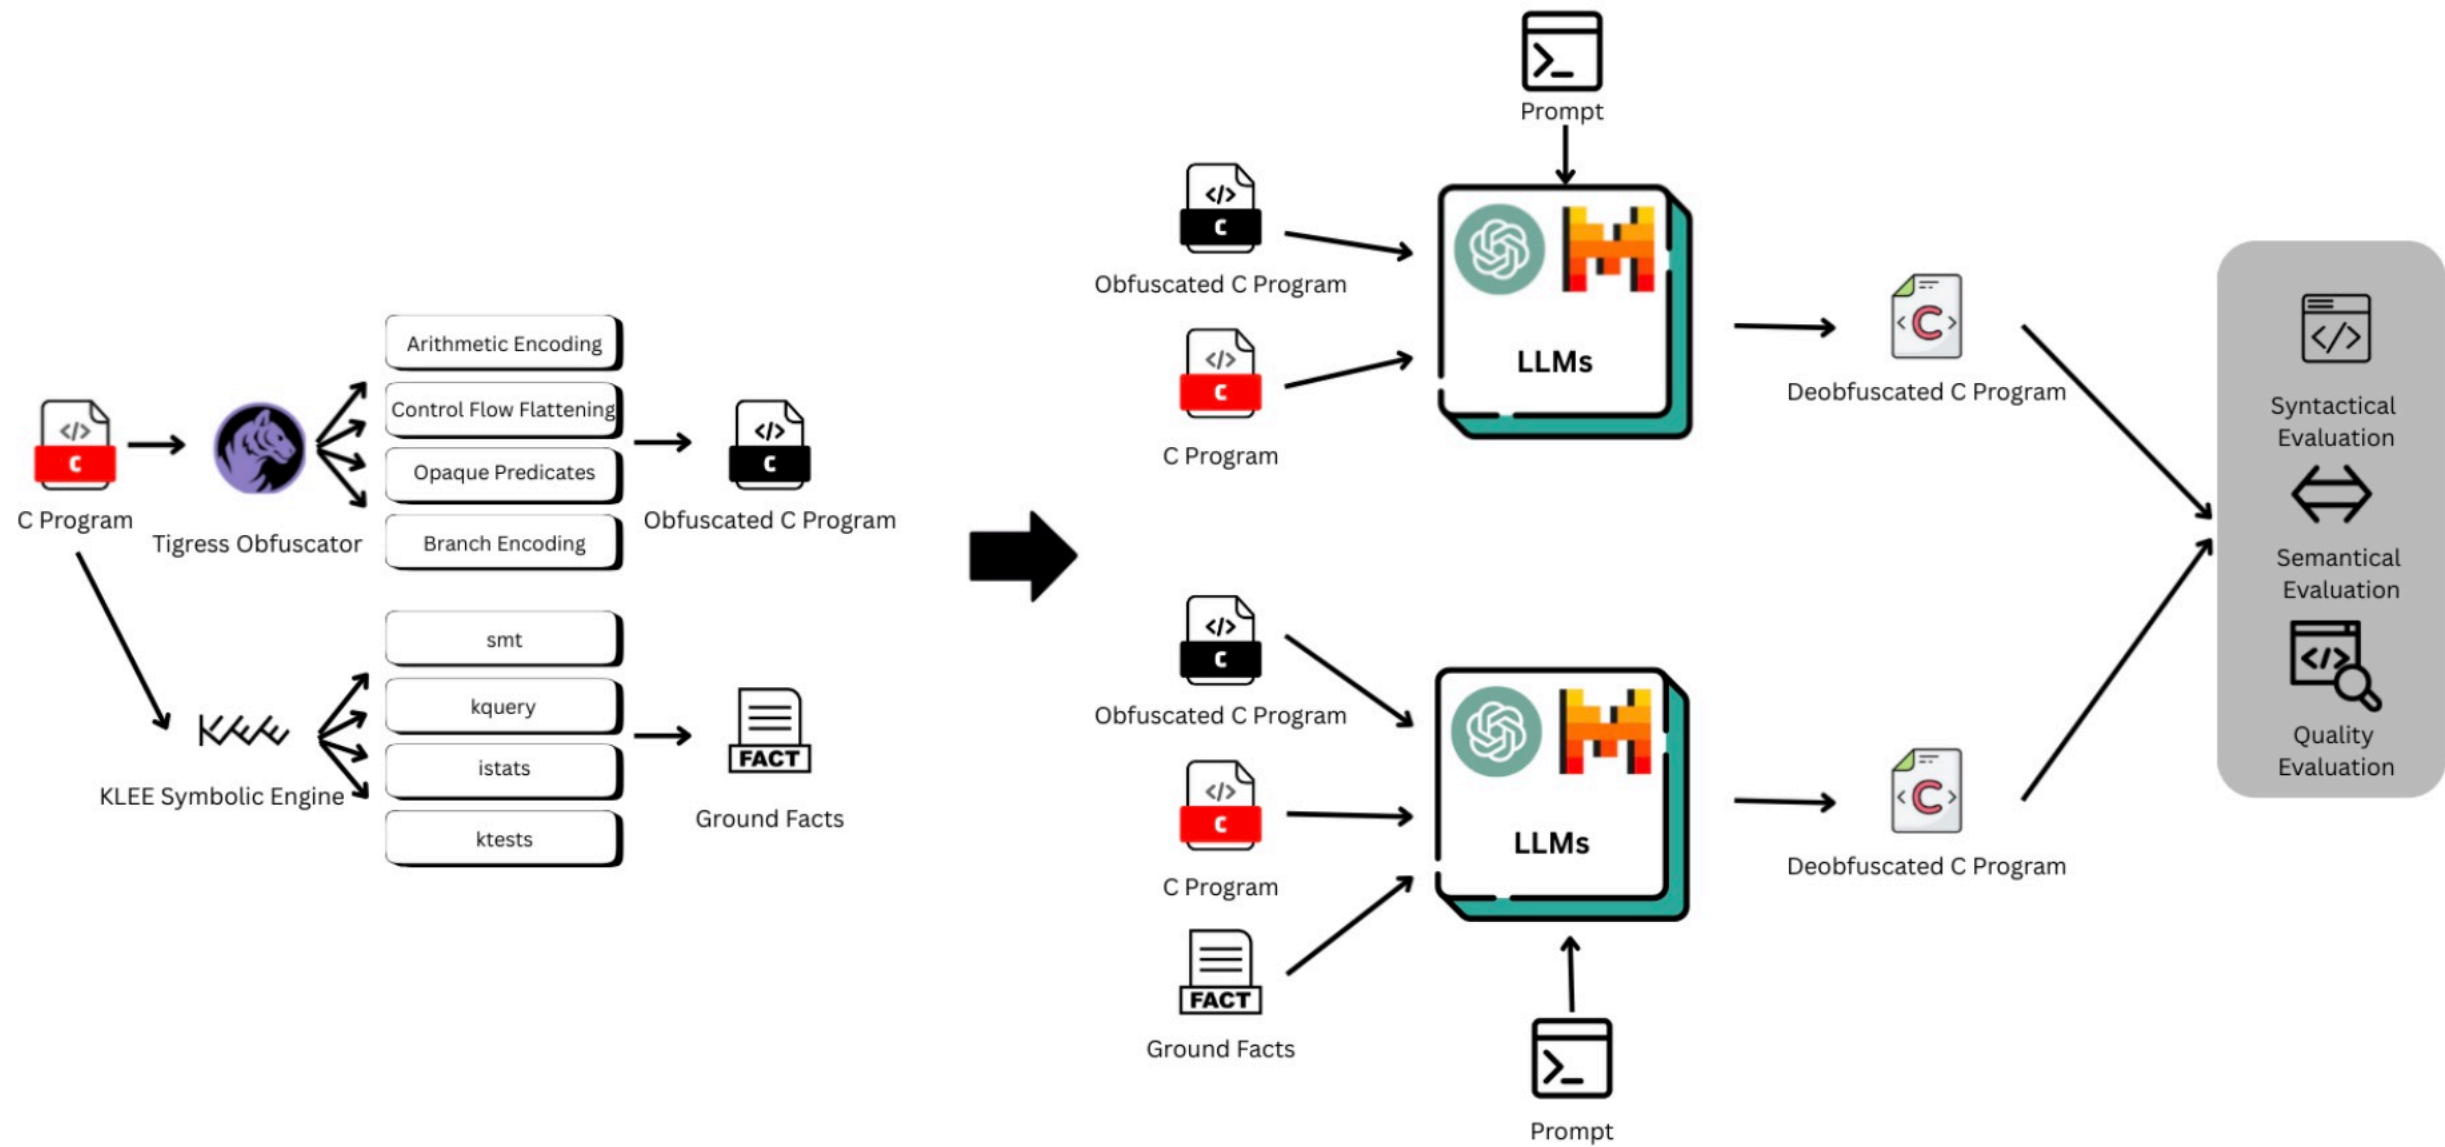 Prompt
</>
C
Obfuscated C Program
</>
C
C Program
LLMs
<C>
Deobfuscated C Program
</>
C
C Program
Tigress Obfuscator
Arithmetic Encoding
Control Flow Flattening
Opaque Predicates
Branch Encoding
</>
C
Obfuscated C Program
KLEE
KLEE Symbolic Engine
smt
kquery
istats
ktests
FACT
Ground Facts
</>
C
Obfuscated C Program
</>
C
C Program
FACT
Ground Facts
LLMs
>_
Prompt
<C>
Deobfuscated C Program
</>
Syntactical
Evaluation
Semantical
Evaluation
</>
Quality
Evaluation